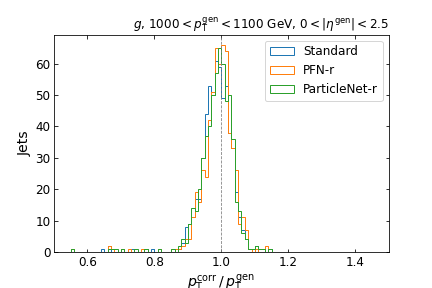 g, 1000 < p_T^gen < 1100 GeV, 0 < |η^gen| < 2.5
Standard
PFN-r
ParticleNet-r
60
50
40
30
20
10
0
Jets
0.6 0.8 1.0 1.2 1.4
p_T^corr / p_T^gen